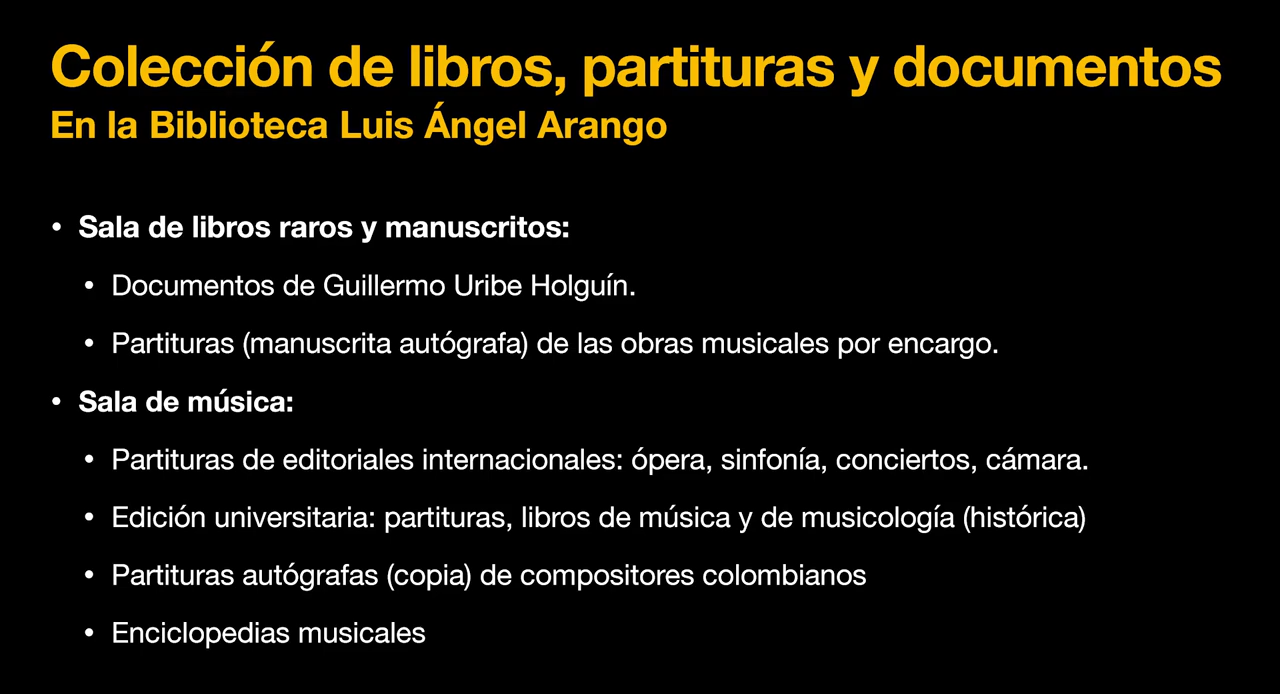 Colección de libros, partituras y documentos
En la Biblioteca Luis Ángel Arango
• Sala de libros raros y manuscritos:
• Documentos de Guillermo Uribe Holguín.
• Partituras (manuscrita autógrafa) de las obras musicales por encargo.
• Sala de música:
• Partituras de editoriales internacionales: ópera, sinfonía, conciertos, cámara.
• Edición universitaria: partituras, libros de música y de musicología (histórica)
• Partituras autógrafas (copia) de compositores colombianos
• Enciclopedias musicales